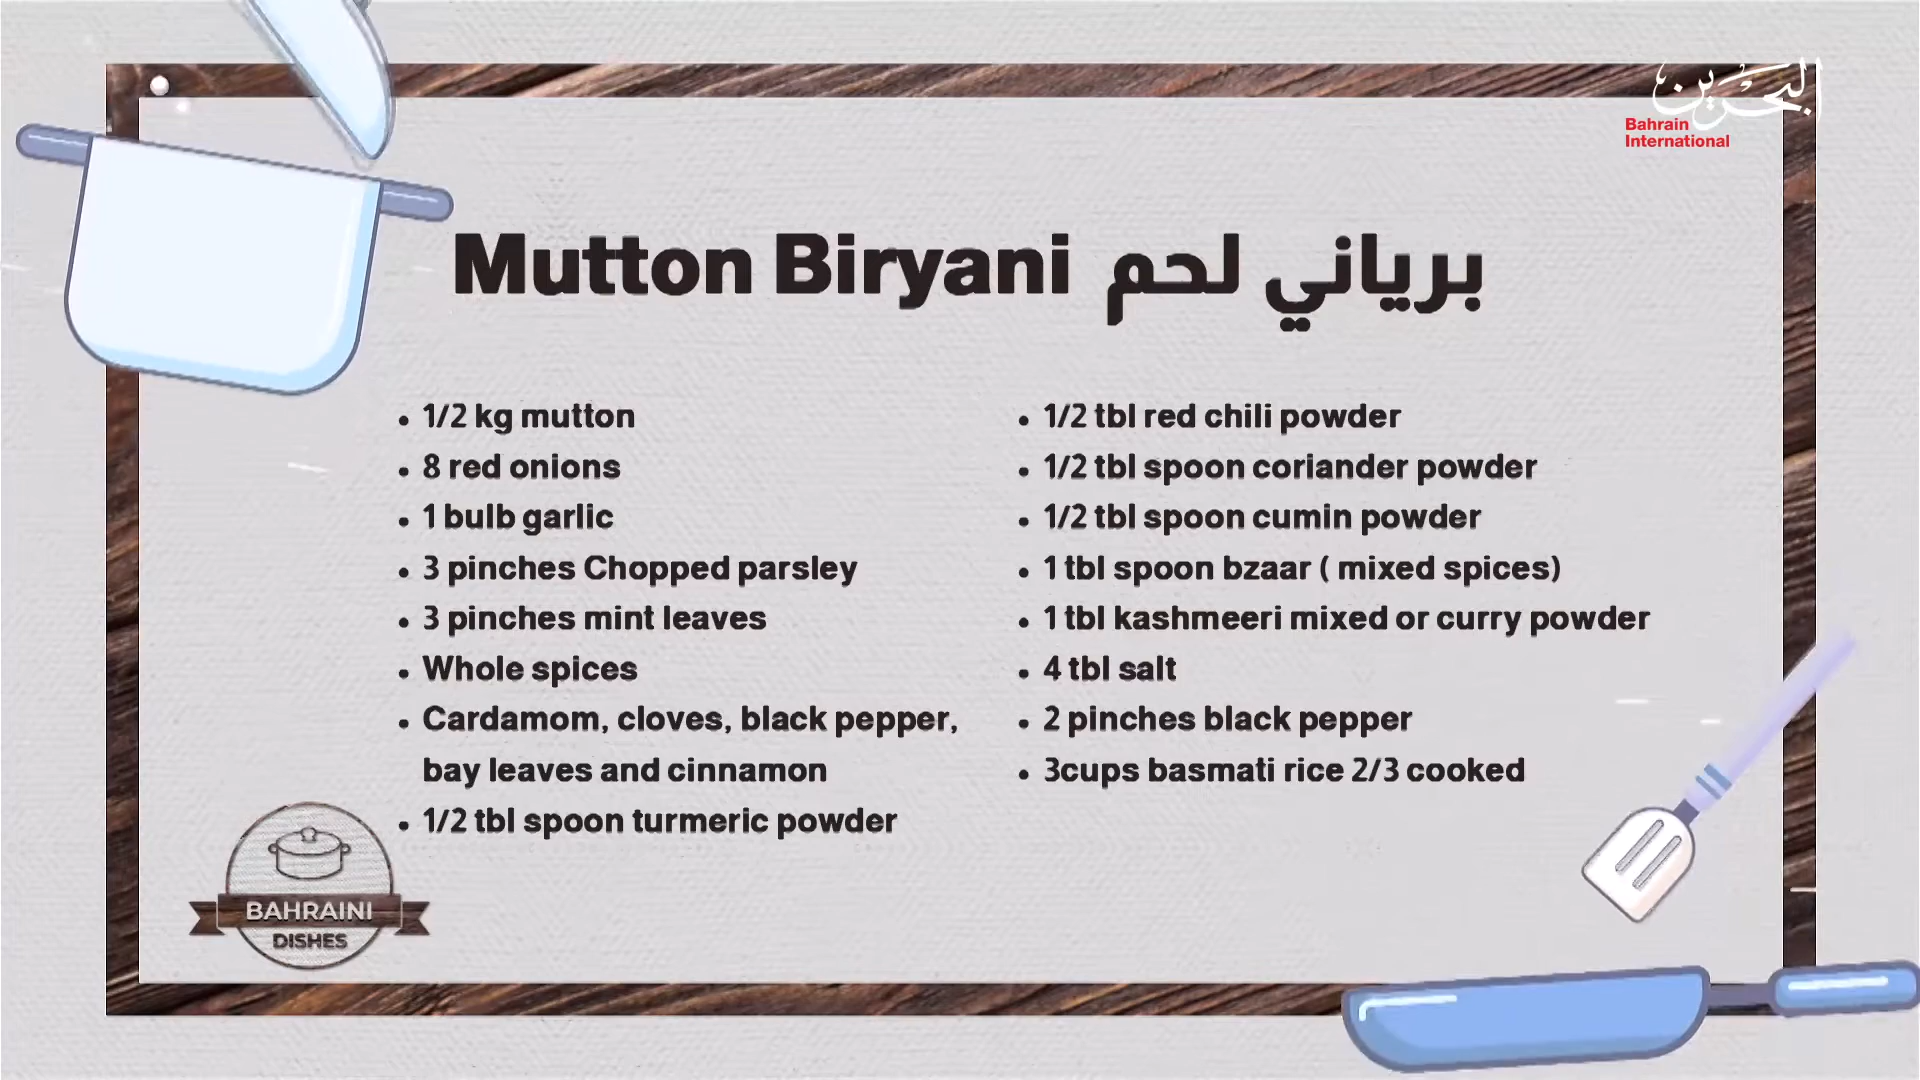 البحرين
Bahrain
International
Mutton Biryani برياني لحم
• 1/2 kg mutton
• 8 red onions
• 1 bulb garlic
• 3 pinches Chopped parsley
• 3 pinches mint leaves
• Whole spices
• Cardamom, cloves, black pepper,
bay leaves and cinnamon
• 1/2 tbl spoon turmeric powder
• 1/2 tbl red chili powder
• 1/2 tbl spoon coriander powder
• 1/2 tbl spoon cumin powder
• 1 tbl spoon bzaar ( mixed spices)
• 1 tbl kashmeeri mixed or curry powder
• 4 tbl salt
• 2 pinches black pepper
• 3cups basmati rice 2/3 cooked
BAHRAINI
DISHES